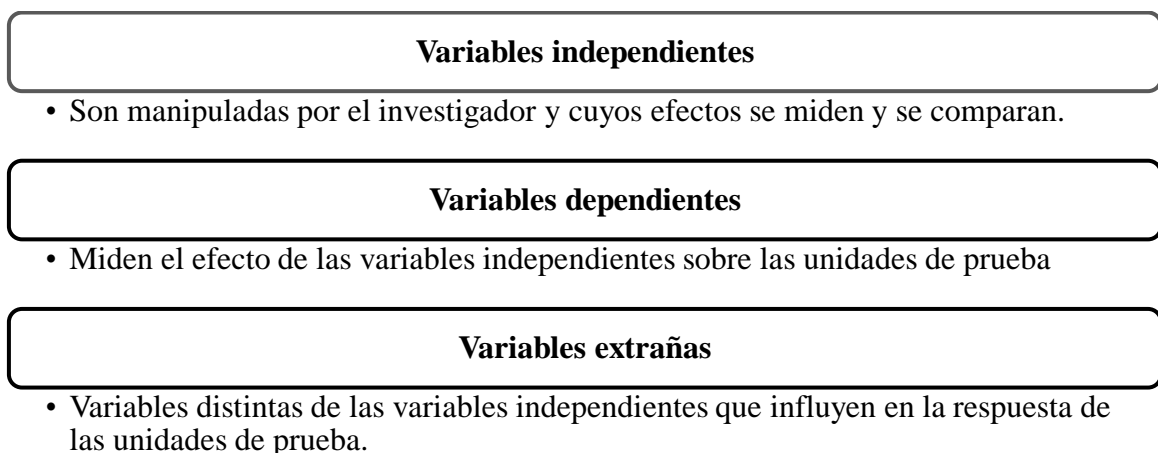 Variables independientes
• Son manipuladas por el investigador y cuyos efectos se miden y se comparan.
Variables dependientes
• Miden el efecto de las variables independientes sobre las unidades de prueba
Variables extrañas
• Variables distintas de las variables independientes que influyen en la respuesta de
las unidades de prueba.